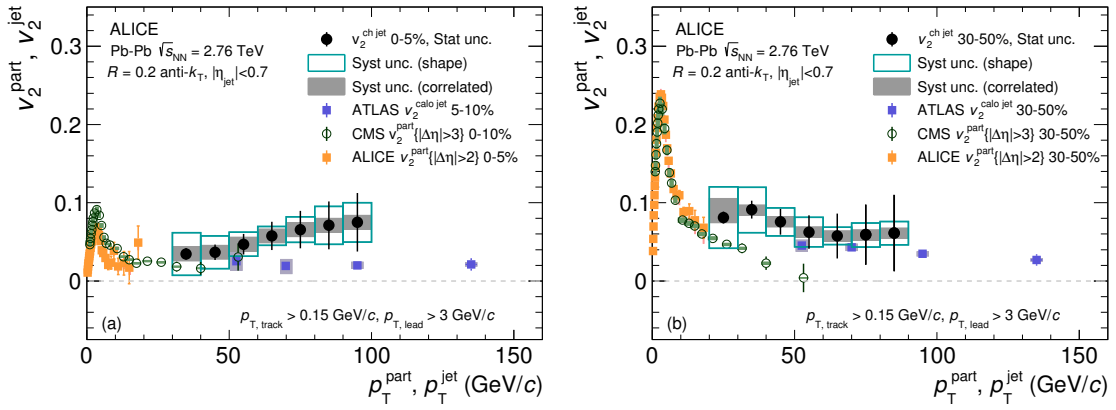 v₂ᵖᵃʳᵗ, v₂ʲᵉᵗ
0.3
0.2
0.1
0
ALICE
Pb-Pb √sNN = 2.76 TeV
R = 0.2 anti-kT, |ηjet|<0.7
v₂ᶜʰ ʲᵉᵗ 0-5%, Stat unc.
Syst unc. (shape)
Syst unc. (correlated)
ATLAS v₂ᶜᵃˡᵒ ʲᵉᵗ 5-10%
CMS v₂ᵖᵃʳᵗ{|Δη|>3} 0-10%
ALICE v₂ᵖᵃʳᵗ{|Δη|>2} 0-5%
(a)
pT, track > 0.15 GeV/c, pT, lead > 3 GeV/c
0 50 100 150
pTᵖᵃʳᵗ, pTʲᵉᵗ (GeV/c)
v₂ᵖᵃʳᵗ, v₂ʲᵉᵗ
0.3
0.2
0.1
0
ALICE
Pb-Pb √sNN = 2.76 TeV
R = 0.2 anti-kT, |ηjet|<0.7
v₂ᶜʰ ʲᵉᵗ 30-50%, Stat unc.
Syst unc. (shape)
Syst unc. (correlated)
ATLAS v₂ᶜᵃˡᵒ ʲᵉᵗ 30-50%
CMS v₂ᵖᵃʳᵗ{|Δη|>3} 30-50%
ALICE v₂ᵖᵃʳᵗ{|Δη|>2} 30-50%
(b)
pT, track > 0.15 GeV/c, pT, lead > 3 GeV/c
0 50 100 150
pTᵖᵃʳᵗ, pTʲᵉᵗ (GeV/c)